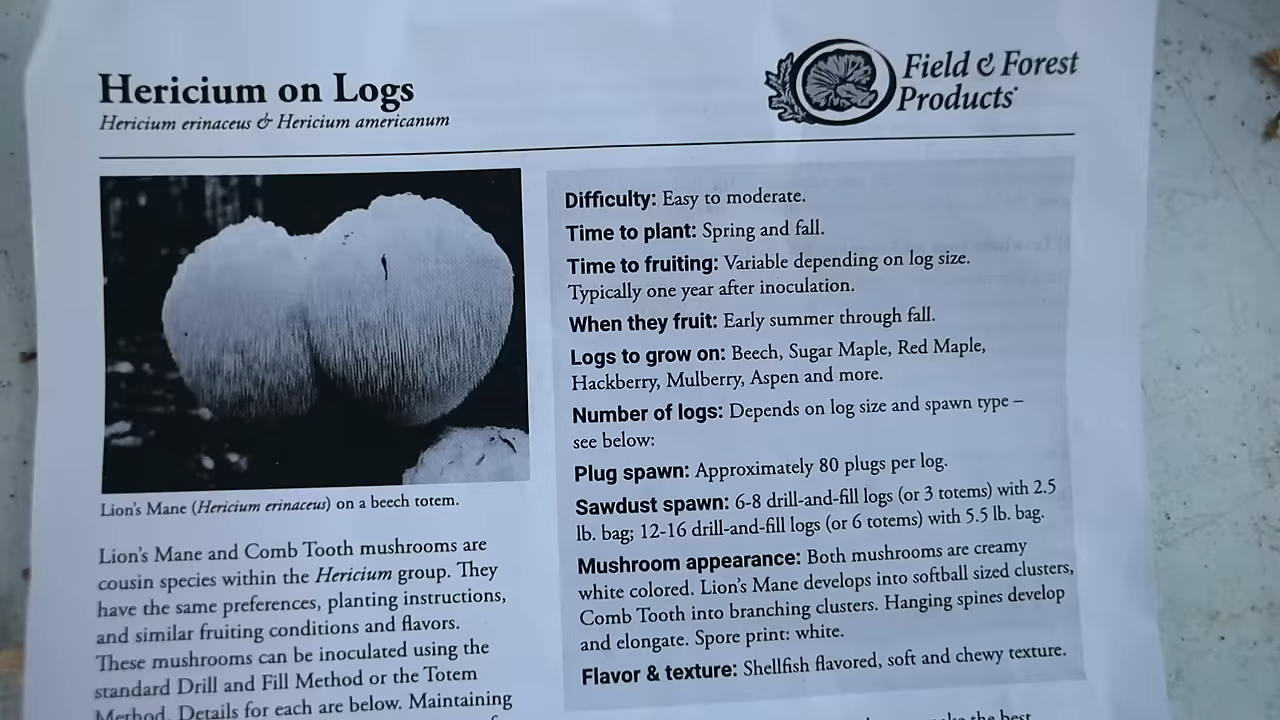 Hericium on Logs
Hericium erinaceus & Hericium americanum
Field & Forest
Products
Lion's Mane (Hericium erinaceus) on a beech totem.
Lion's Mane and Comb Tooth mushrooms are
cousin species within the Hericium group. They
have the same preferences, planting instructions,
and similar fruiting conditions and flavors.
These mushrooms can be inoculated using the
standard Drill and Fill Method or the Totem
Method. Details for each are below. Maintaining
Difficulty: Easy to moderate.
Time to plant: Spring and fall.
Time to fruiting: Variable depending on log size.
Typically one year after inoculation.
When they fruit: Early summer through fall.
Logs to grow on: Beech, Sugar Maple, Red Maple,
Hackberry, Mulberry, Aspen and more.
Number of logs: Depends on log size and spawn type –
see below:
Plug spawn: Approximately 80 plugs per log.
Sawdust spawn: 6-8 drill-and-fill logs (or 3 totems) with 2.5
lb. bag; 12-16 drill-and-fill logs (or 6 totems) with 5.5 lb. bag.
Mushroom appearance: Both mushrooms are creamy
white colored. Lion's Mane develops into softball sized clusters,
Comb Tooth into branching clusters. Hanging spines develop
and elongate. Spore print: white.
Flavor & texture: Shellfish flavored, soft and chewy texture.
the best